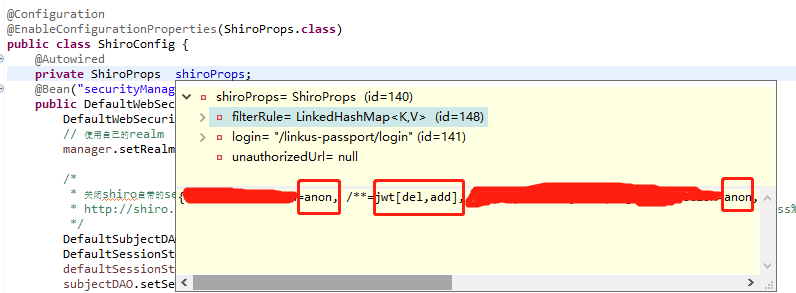 @Configuration
@EnableConfigurationProperties(ShiroProps.class)
public class ShiroConfig {
@Autowired
private ShiroProps shiroProps;
@Bean("securityManag
public DefaultWebSec
DefaultWebSecuri
// 使用自己的realm
manager.setRealm
/*
* 关闭shiro自带的se
* http://shiro.
*/
DefaultSubjectDA
DefaultSessionSt
defaultSessionSt
subjectDAO.setSe
shiroProps= ShiroProps (id=140)
filterRule= LinkedHashMap<K,V> (id=148)
login= "/linkus-passport/login" (id=141)
unauthorizedUrl= null
{ =anon, /**=jwt[del,add], =anon,
ss%